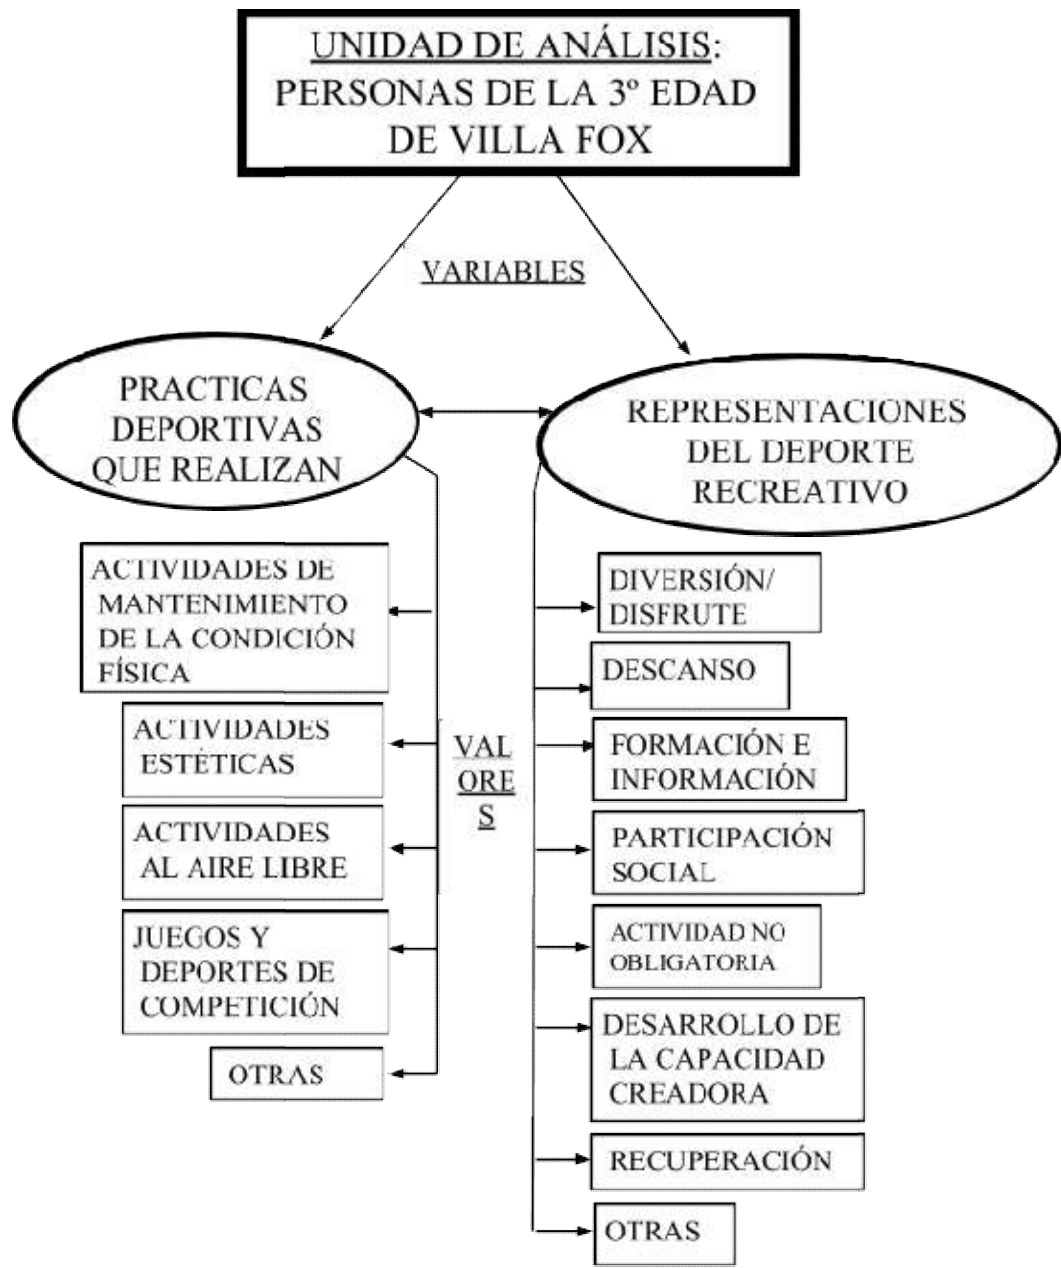 UNIDAD DE ANÁLISIS:
PERSONAS DE LA 3º EDAD
DE VILLA FOX
VARIABLES
PRACTICAS
DEPORTIVAS
QUE REALIZAN
REPRESENTACIONES
DEL DEPORTE
RECREATIVO
ACTIVIDADES DE
MANTENIMIENTO
DE LA CONDICIÓN
FÍSICA
ACTIVIDADES
ESTÉTICAS
ACTIVIDADES
AL AIRE LIBRE
JUEGOS Y
DEPORTES DE
COMPETICIÓN
OTRAS
VAL
ORE
S
DIVERSIÓN/
DISFRUTE
DESCANSO
FORMACIÓN E
INFORMACIÓN
PARTICIPACIÓN
SOCIAL
ACTIVIDAD NO
OBLIGATORIA
DESARROLLO DE
LA CAPACIDAD
CREADORA
RECUPERACIÓN
OTRAS